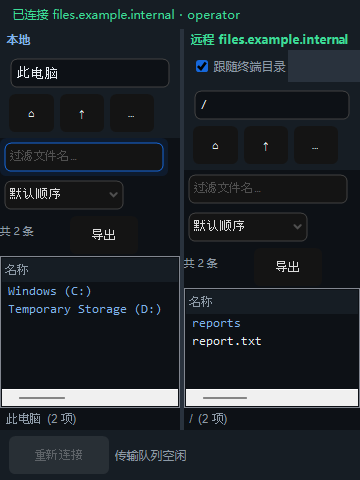 已连接 files.example.internal · operator
本地
此电脑
⌂ ↑ …
过滤文件名…
默认顺序
共 2 条
导出
名称
Windows (C:)
Temporary Storage (D:)
此电脑 (2 项)
远程 files.example.internal
跟随终端目录
/
⌂ ↑ …
过滤文件名…
默认顺序
共 2 条
导出
名称
reports
report.txt
/ (2 项)
重新连接
传输队列空闲